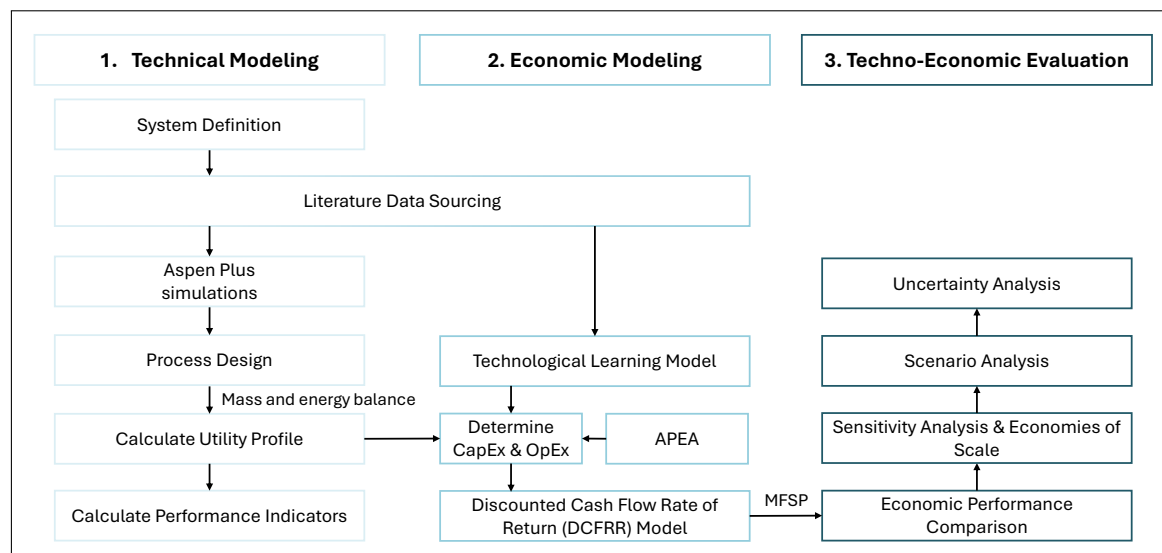 1. Technical Modeling
2. Economic Modeling
3. Techno-Economic Evaluation
System Definition
Literature Data Sourcing
Aspen Plus
simulations
Uncertainty Analysis
Process Design
Technological Learning Model
Scenario Analysis
Mass and energy balance
Calculate Utility Profile
Determine
CapEx & OpEx
APEA
Sensitivity Analysis & Economies of
Scale
Calculate Performance Indicators
Discounted Cash Flow Rate of
Return (DCFRR) Model
MFSP
Economic Performance
Comparison